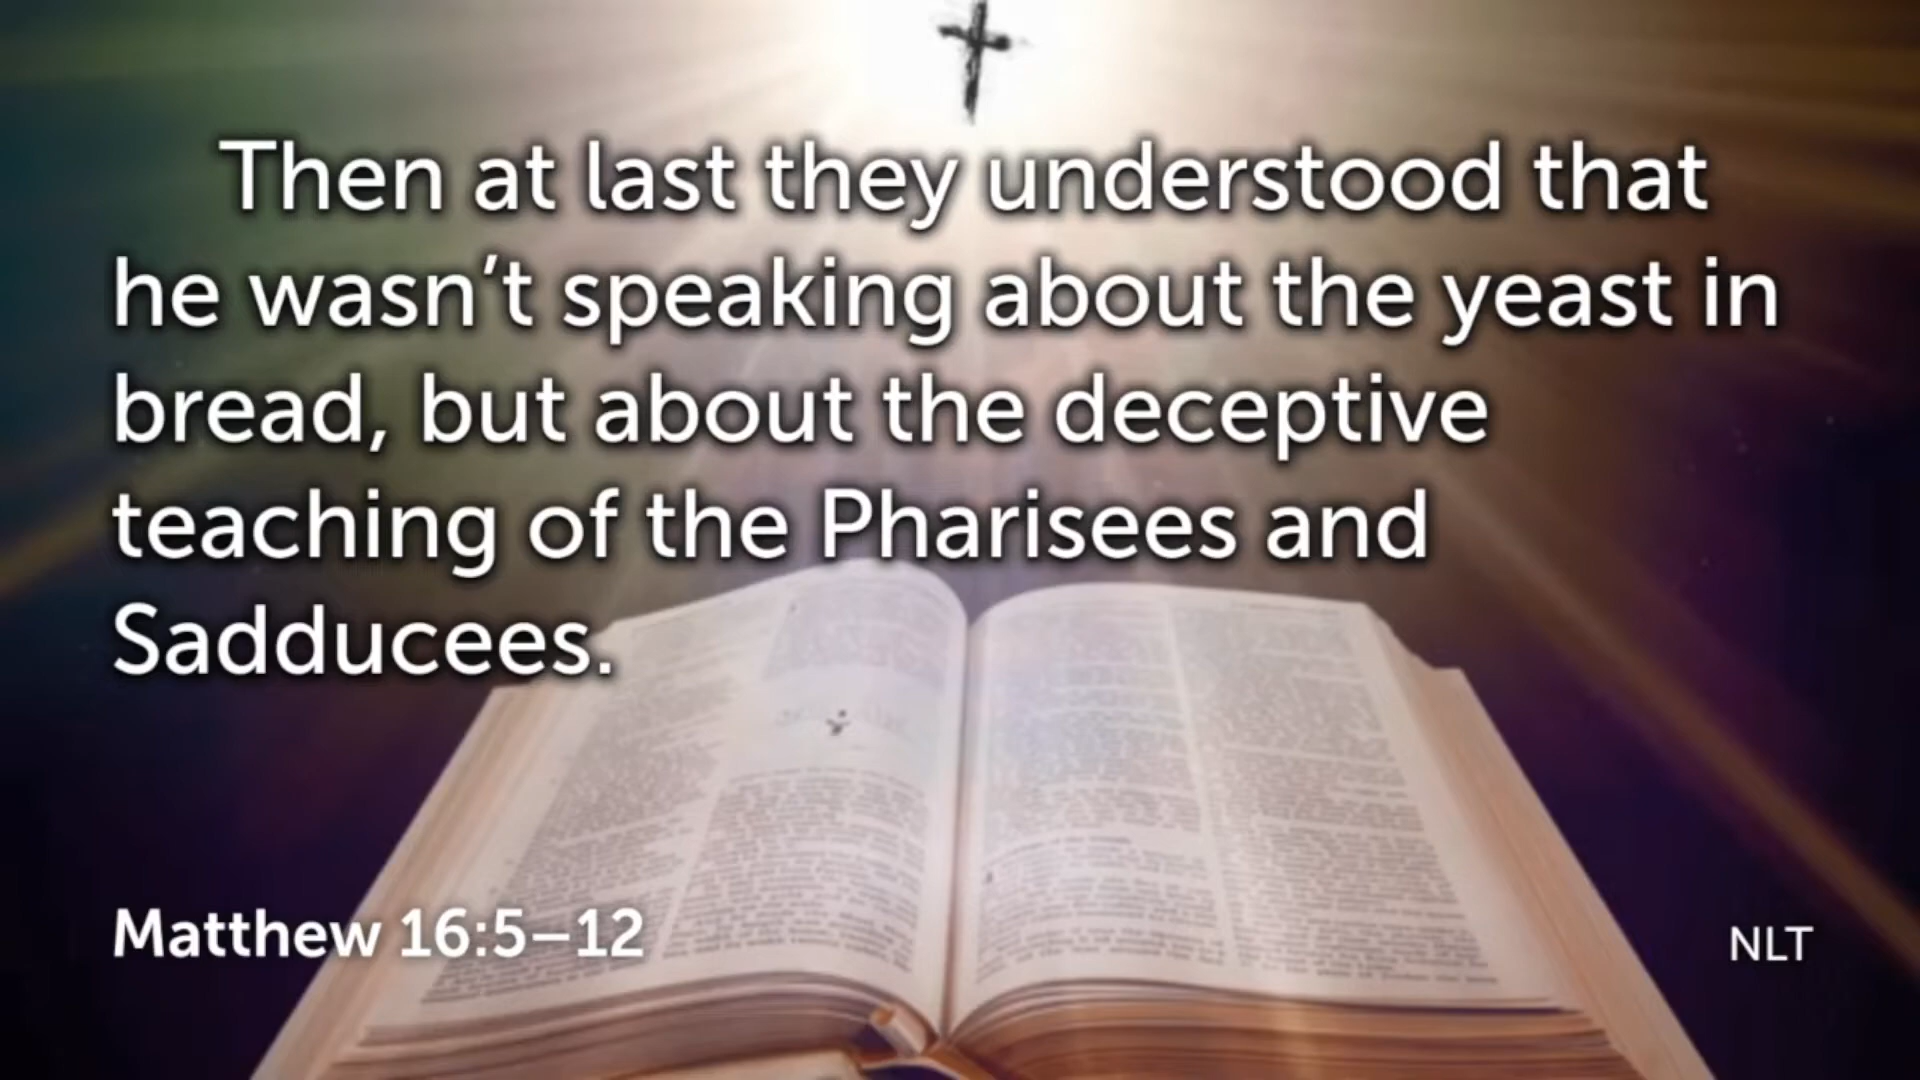 Then at last they understood that
he wasn’t speaking about the yeast in
bread, but about the deceptive
teaching of the Pharisees and
Sadducees.
Matthew 16:5–12
NLT